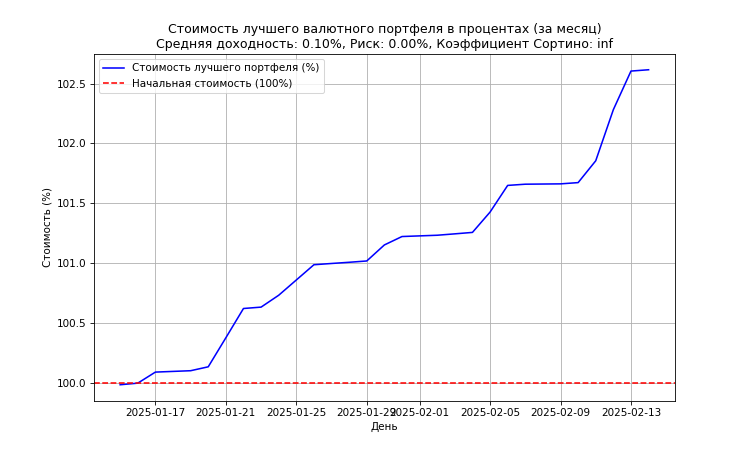 Стоимость лучшего валютного портфеля в процентах (за месяц)
Средняя доходность: 0.10%, Риск: 0.00%, Коэффициент Сортино: inf
Стоимость лучшего портфеля (%)
Начальная стоимость (100%)
Стоимость (%)
102.5
102.0
101.5
101.0
100.5
100.0
2025-01-17
2025-01-21
2025-01-25
2025-01-29
2025-02-01
2025-02-05
2025-02-09
2025-02-13
День